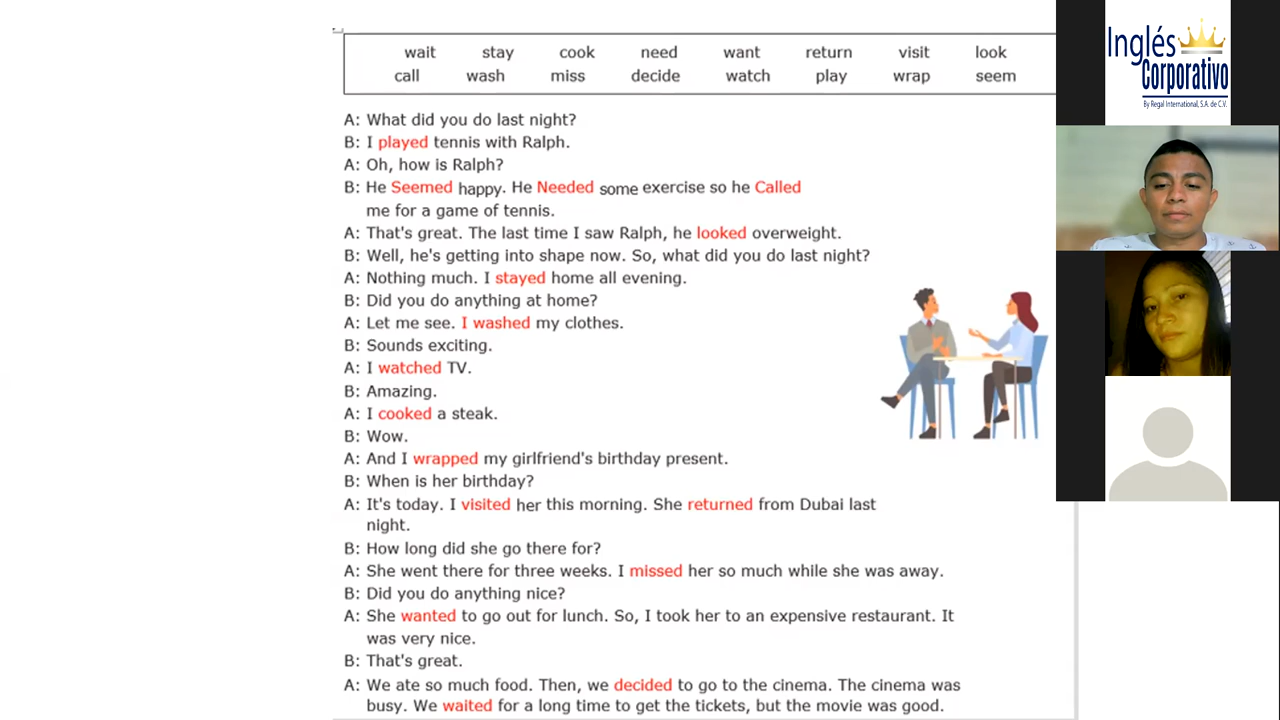 wait stay cook need want return visit look
call wash miss decide watch play wrap seem
A: What did you do last night?
B: I played tennis with Ralph.
A: Oh, how is Ralph?
B: He Seemed happy. He Needed some exercise so he Called
me for a game of tennis.
A: That's great. The last time I saw Ralph, he looked overweight.
B: Well, he's getting into shape now. So, what did you do last night?
A: Nothing much. I stayed home all evening.
B: Did you do anything at home?
A: Let me see. I washed my clothes.
B: Sounds exciting.
A: I watched TV.
B: Amazing.
A: I cooked a steak.
B: Wow.
A: And I wrapped my girlfriend's birthday present.
B: When is her birthday?
A: It's today. I visited her this morning. She returned from Dubai last
night.
B: How long did she go there for?
A: She went there for three weeks. I missed her so much while she was away.
B: Did you do anything nice?
A: She wanted to go out for lunch. So, I took her to an expensive restaurant. It
was very nice.
B: That's great.
A: We ate so much food. Then, we decided to go to the cinema. The cinema was
busy. We waited for a long time to get the tickets, but the movie was good.
Inglés
Corporativo
By Regal International, S.A. de C.V.